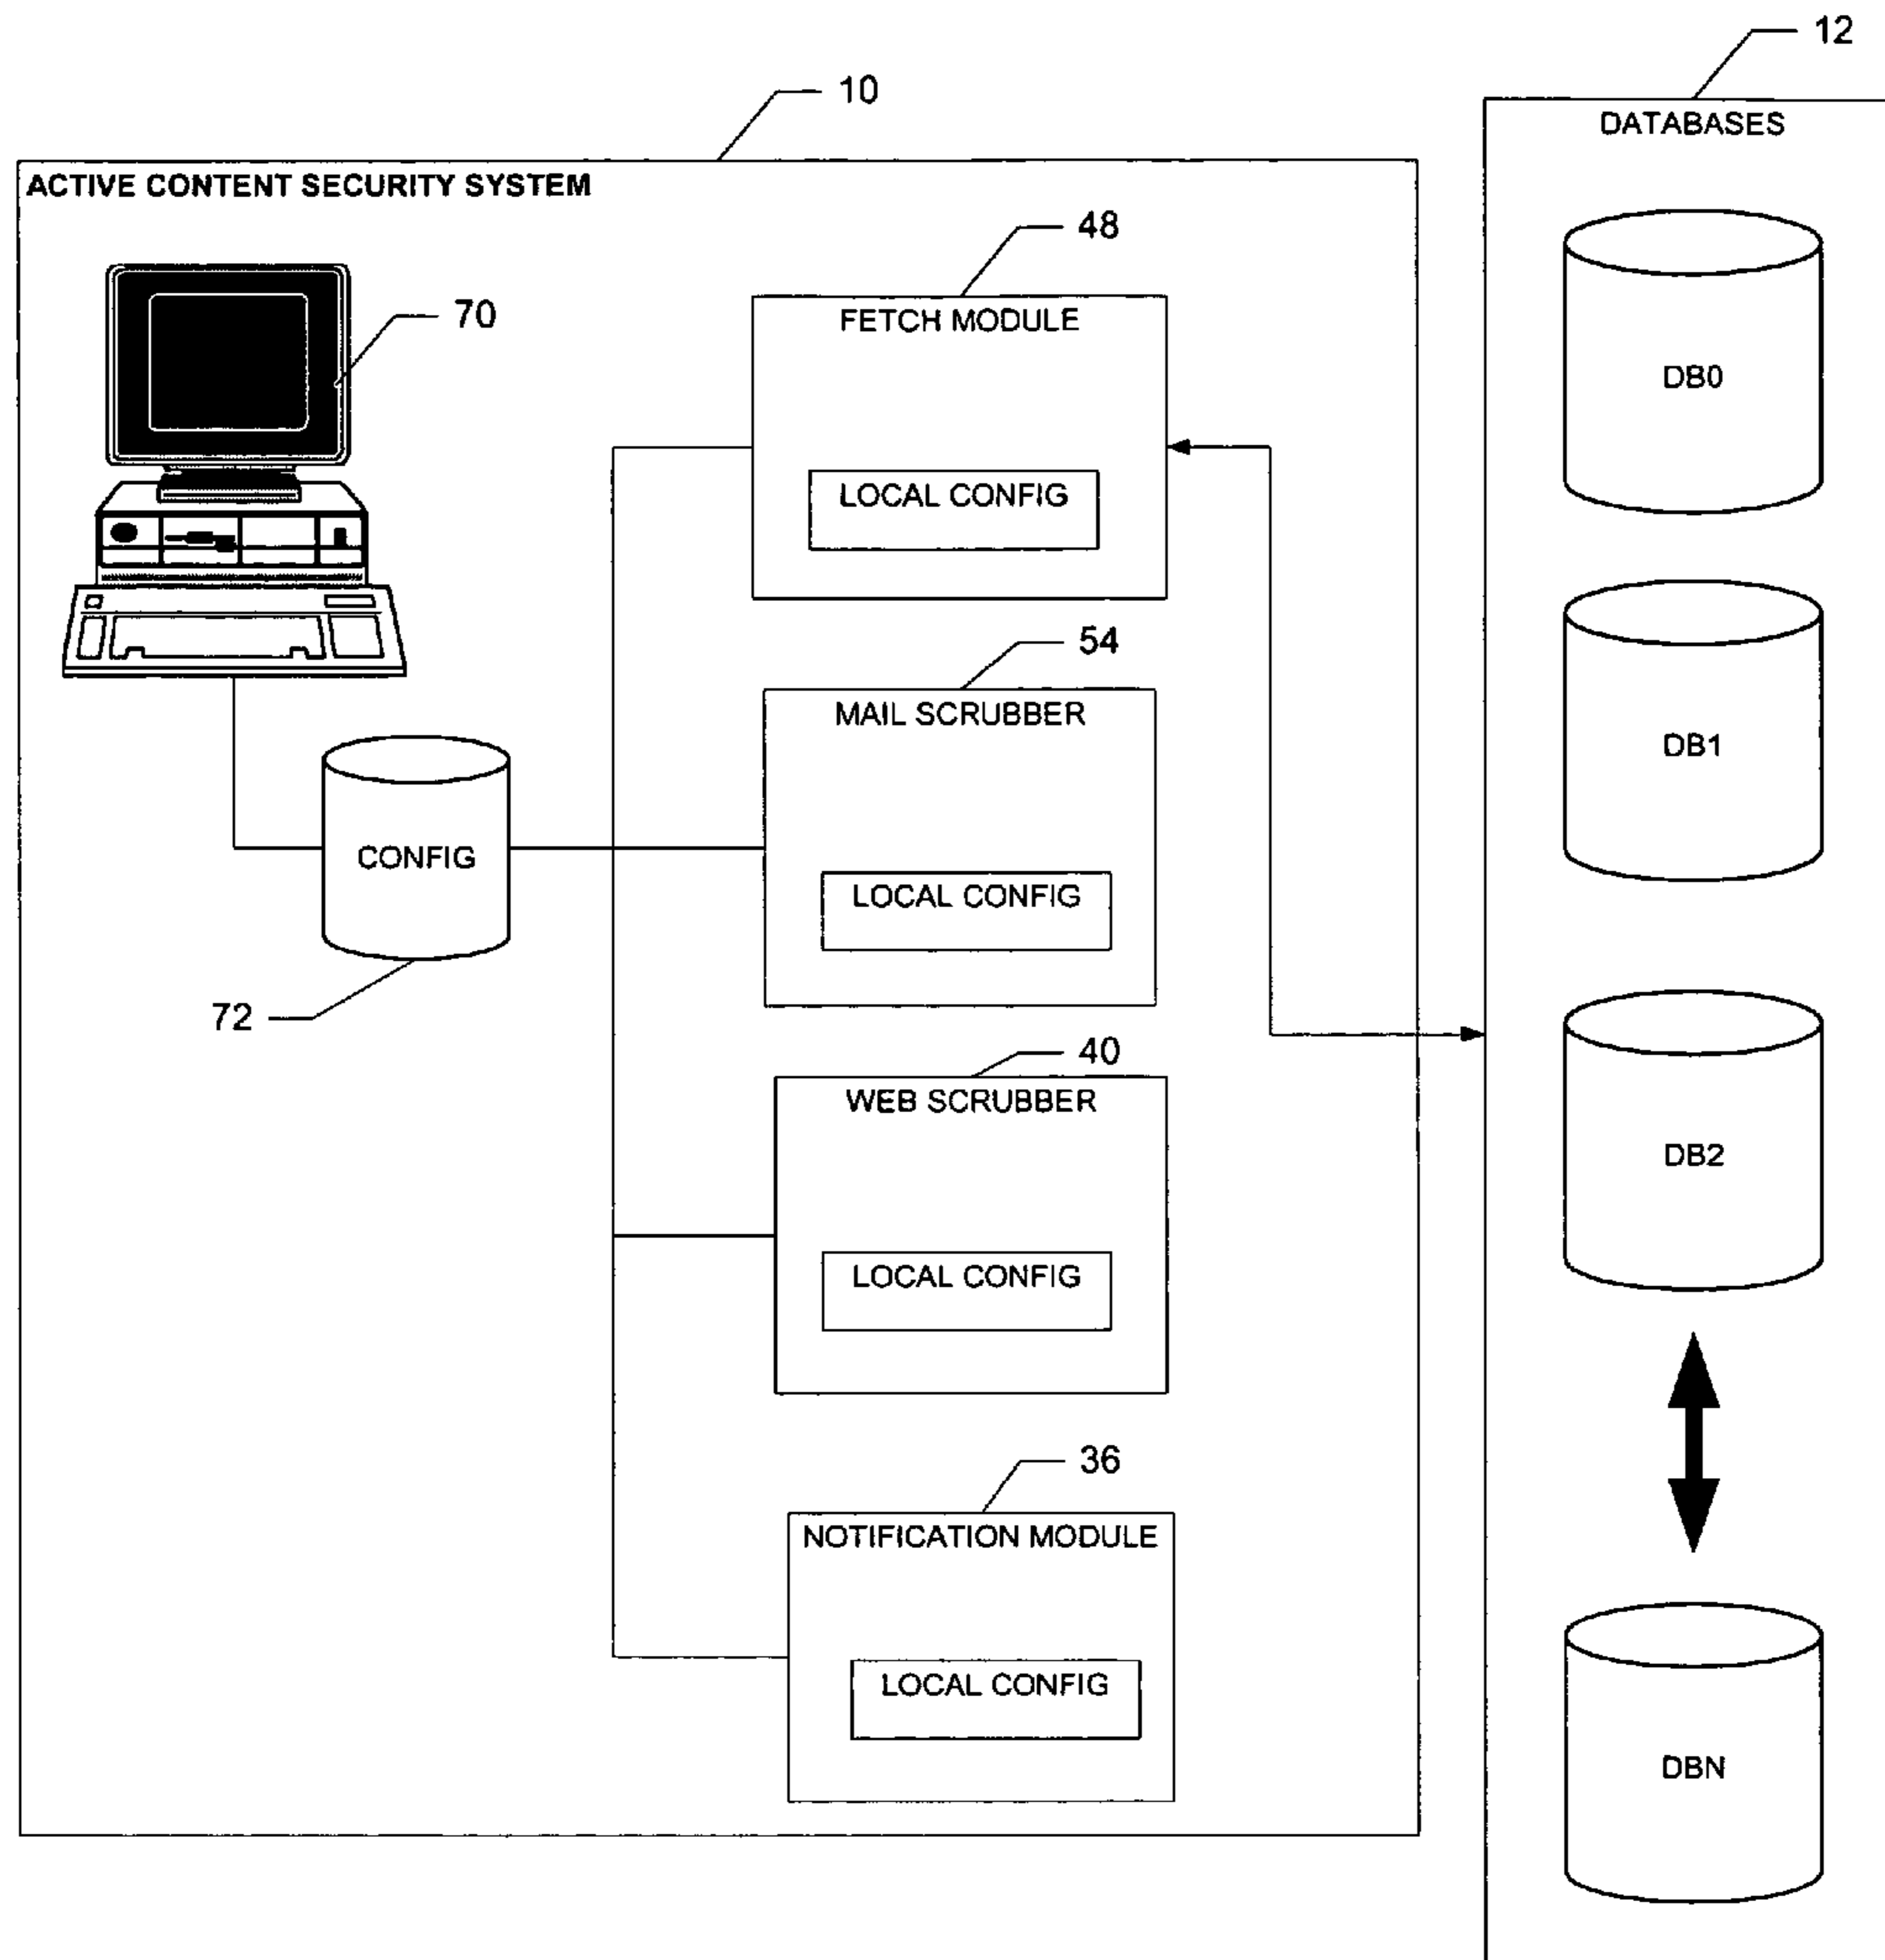 12
10
DATABASES
ACTIVE CONTENT SECURITY SYSTEM
48
70
FETCH MODULE
DB0
LOCAL CONFIG
54
MAIL SCRUBBER
DB1
CONFIG
LOCAL CONFIG
72
40
WEB SCRUBBER
DB2
LOCAL CONFIG
36
NOTIFICATION MODULE
LOCAL CONFIG
DBN